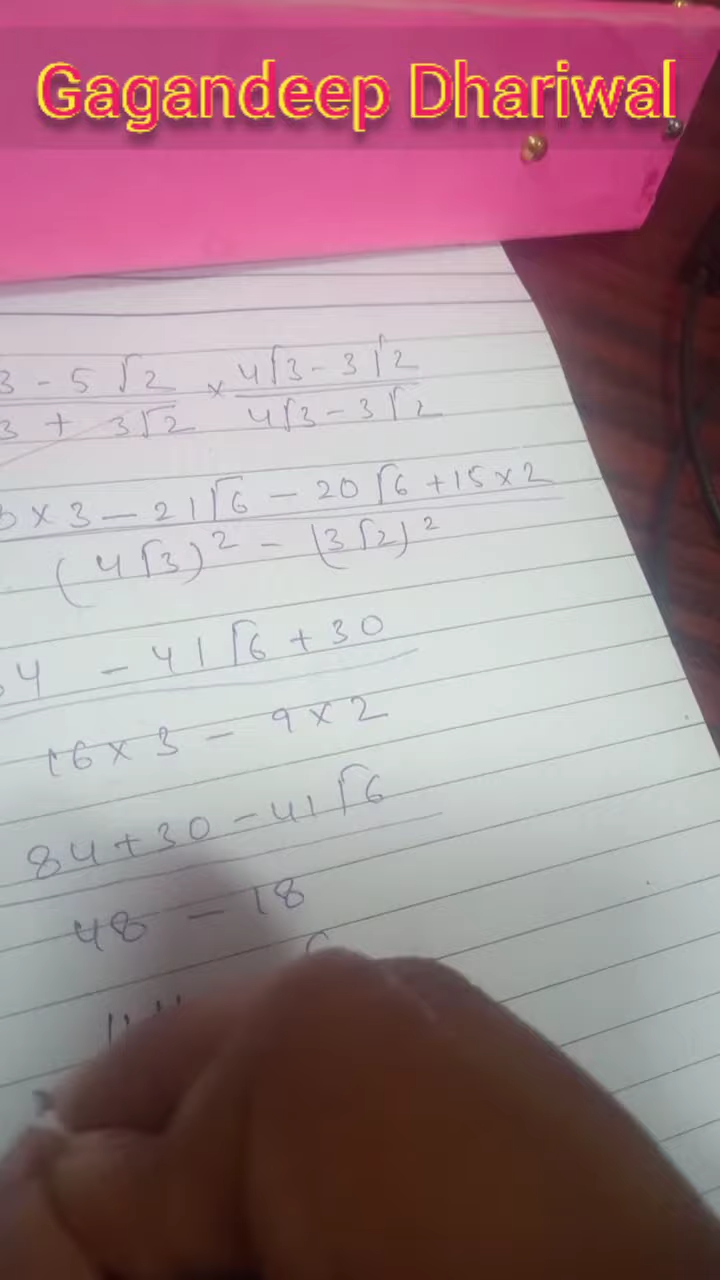 Gagandeep Dhariwal
3 - 5√2 × 4√3 - 3√2
3 + 3√2 4√3 - 3√2
× 3 - 21√6 - 20√6 + 15 × 2
(4√3)² - (3√2)²
4 - 41√6 + 30
16 × 3 - 9 × 2
84 + 30 - 41√6
48 - 18